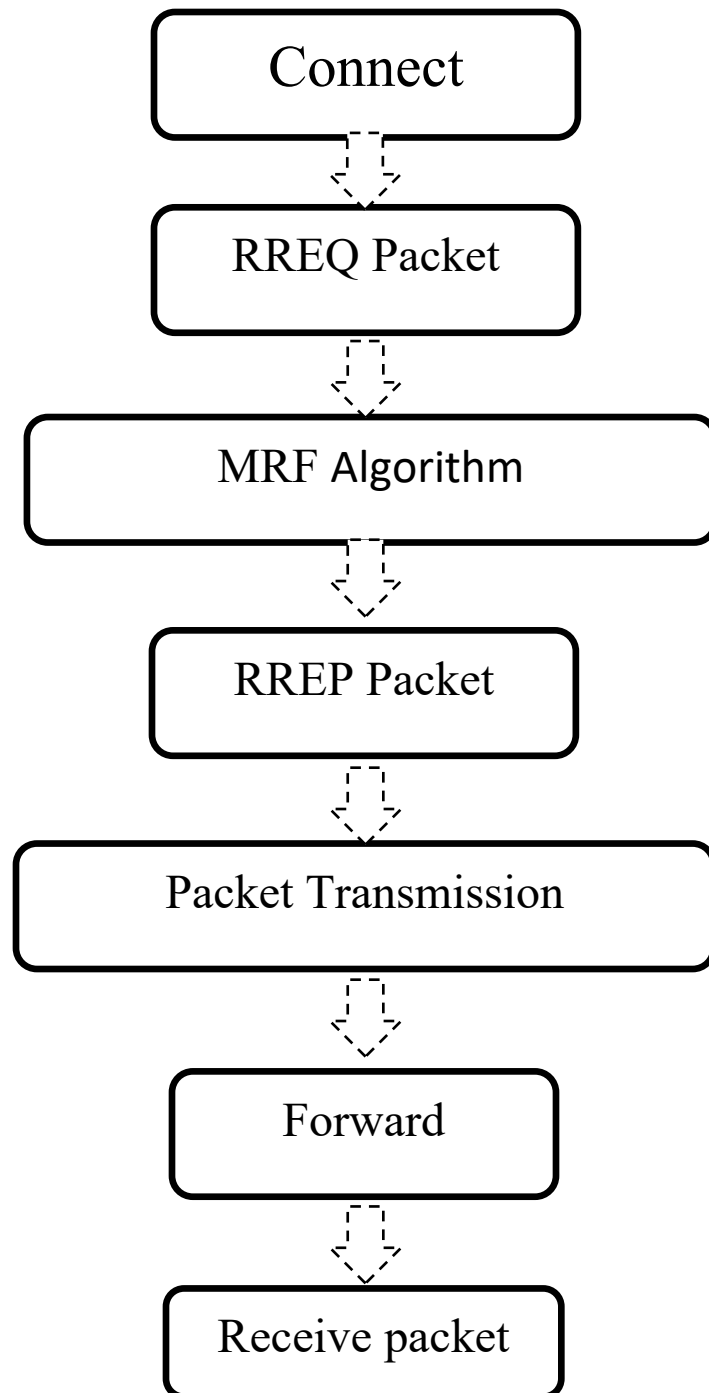 Connect
RREQ Packet
MRF Algorithm
RREP Packet
Packet Transmission
Forward
Receive packet